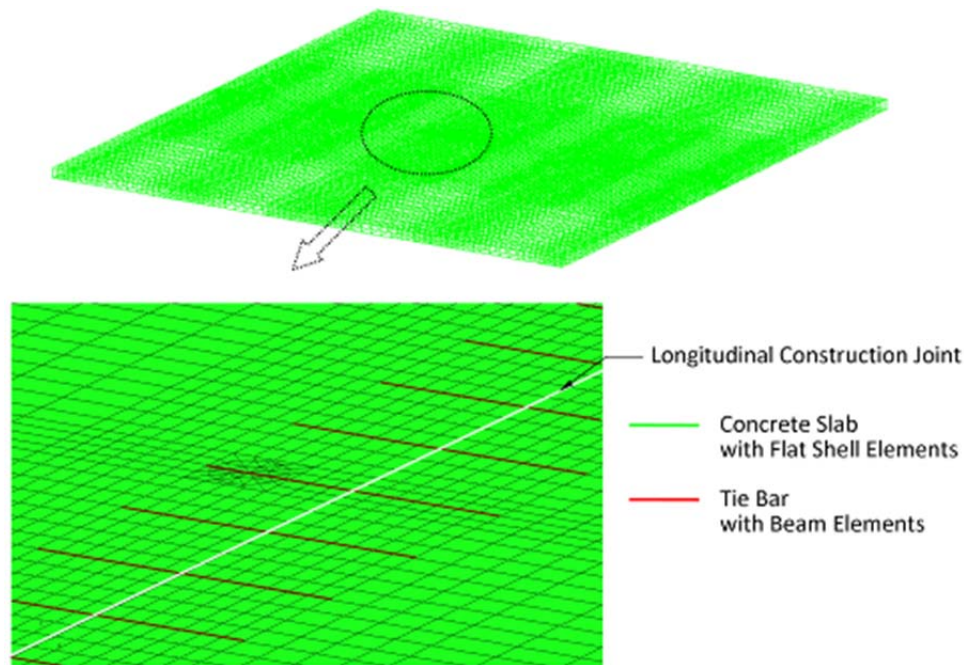 Longitudinal Construction Joint
Concrete Slab
with Flat Shell Elements
Tie Bar
with Beam Elements